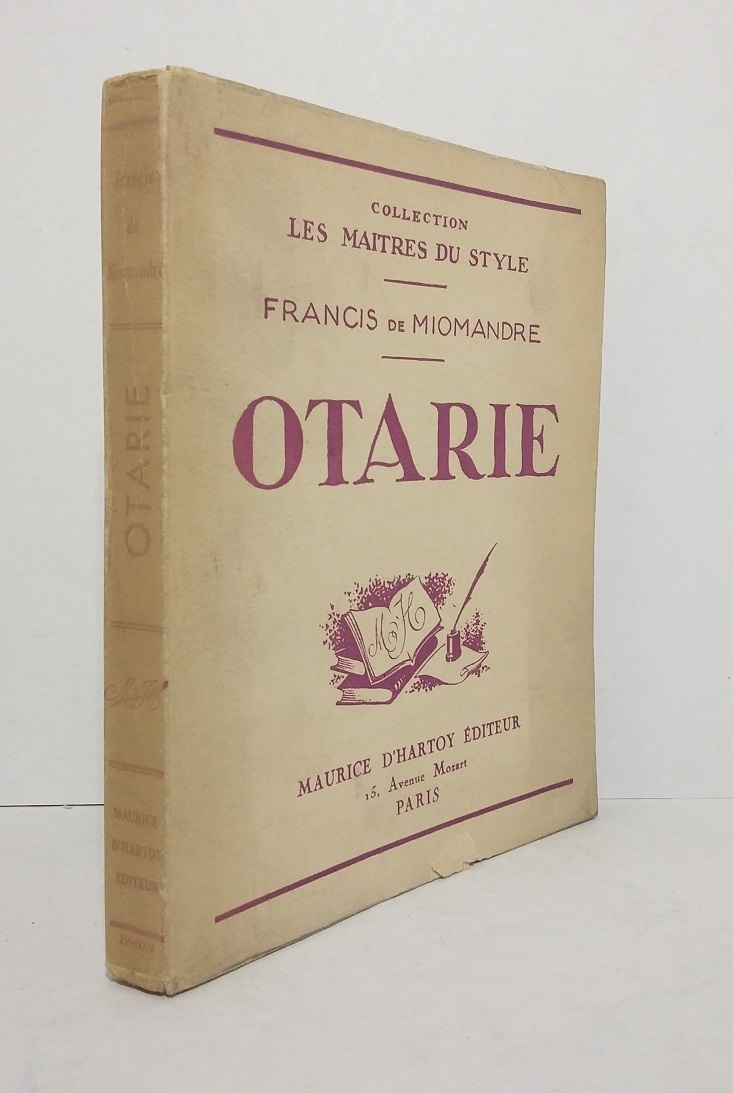 COLLECTION
LES MAITRES DU STYLE
FRANCIS DE MIOMANDRE
OTARIE
MH
MAURICE D'HARTOY ÉDITEUR
15, Avenue Mozart
PARIS
Francis
de
Miomandre
OTARIE
MAURICE
D'HARTOY
EDITEUR